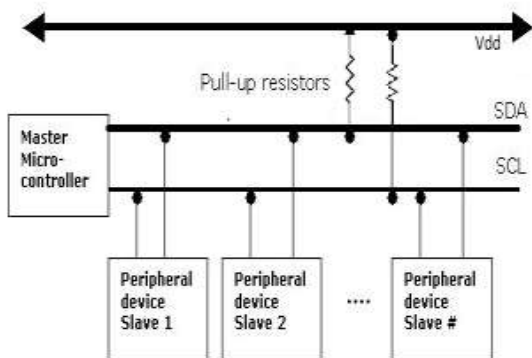 Vdd
Pull-up resistors
SDA
Master
Micro-
controller
SCL
Peripheral
device
Slave 1
Peripheral
device
Slave 2
....
Peripheral
device
Slave #